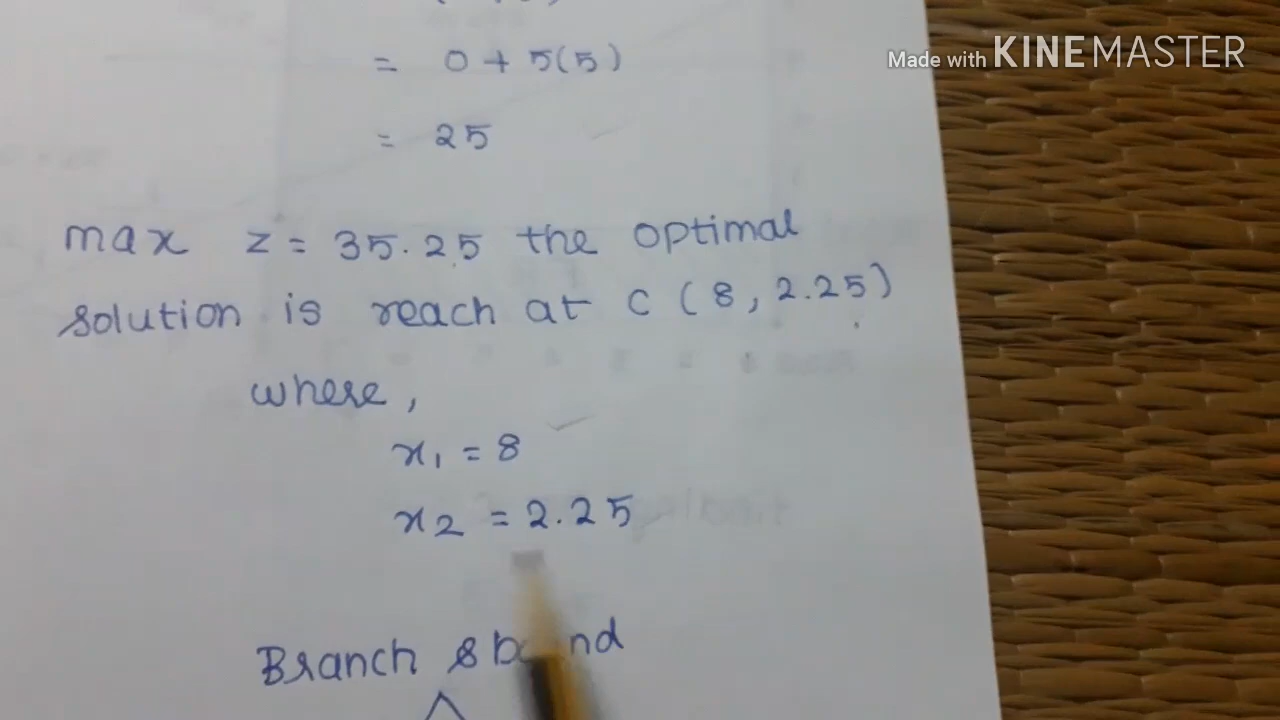 = 0 + 5(5)
= 25
Made with KINEMASTER
max z = 35.25 the optimal
solution is reach at C (8, 2.25)
where,
x1 = 8
x2 = 2.25
Branch &